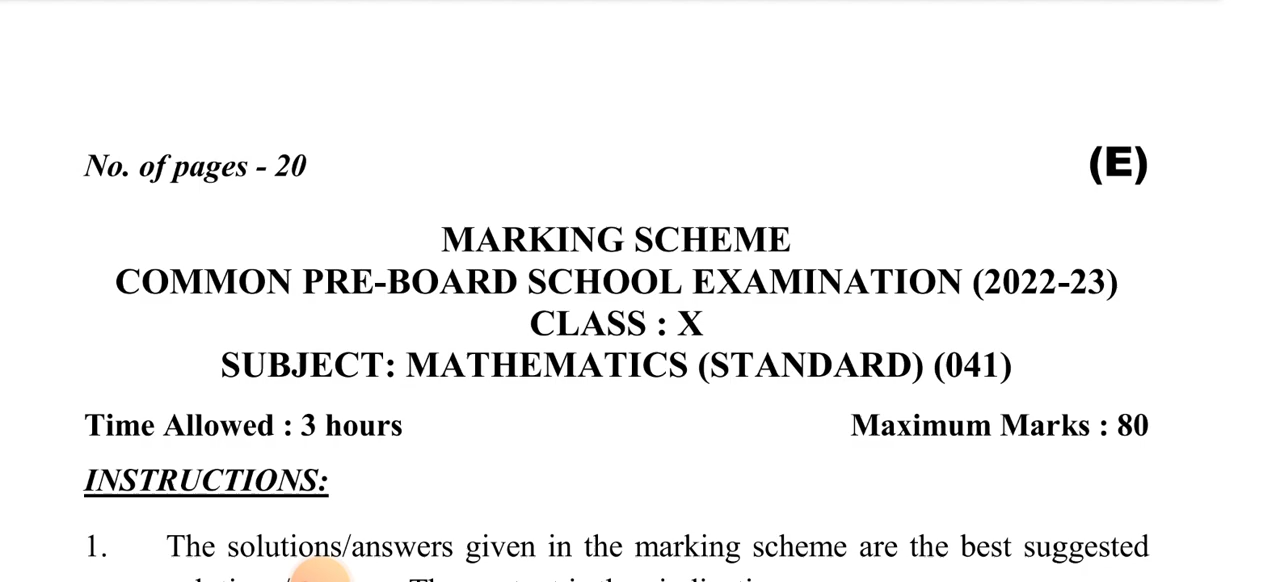 No. of pages - 20 (E)
MARKING SCHEME
COMMON PRE-BOARD SCHOOL EXAMINATION (2022-23)
CLASS : X
SUBJECT: MATHEMATICS (STANDARD) (041)
Time Allowed : 3 hours Maximum Marks : 80
INSTRUCTIONS:
1. The solutions/answers given in the marking scheme are the best suggested